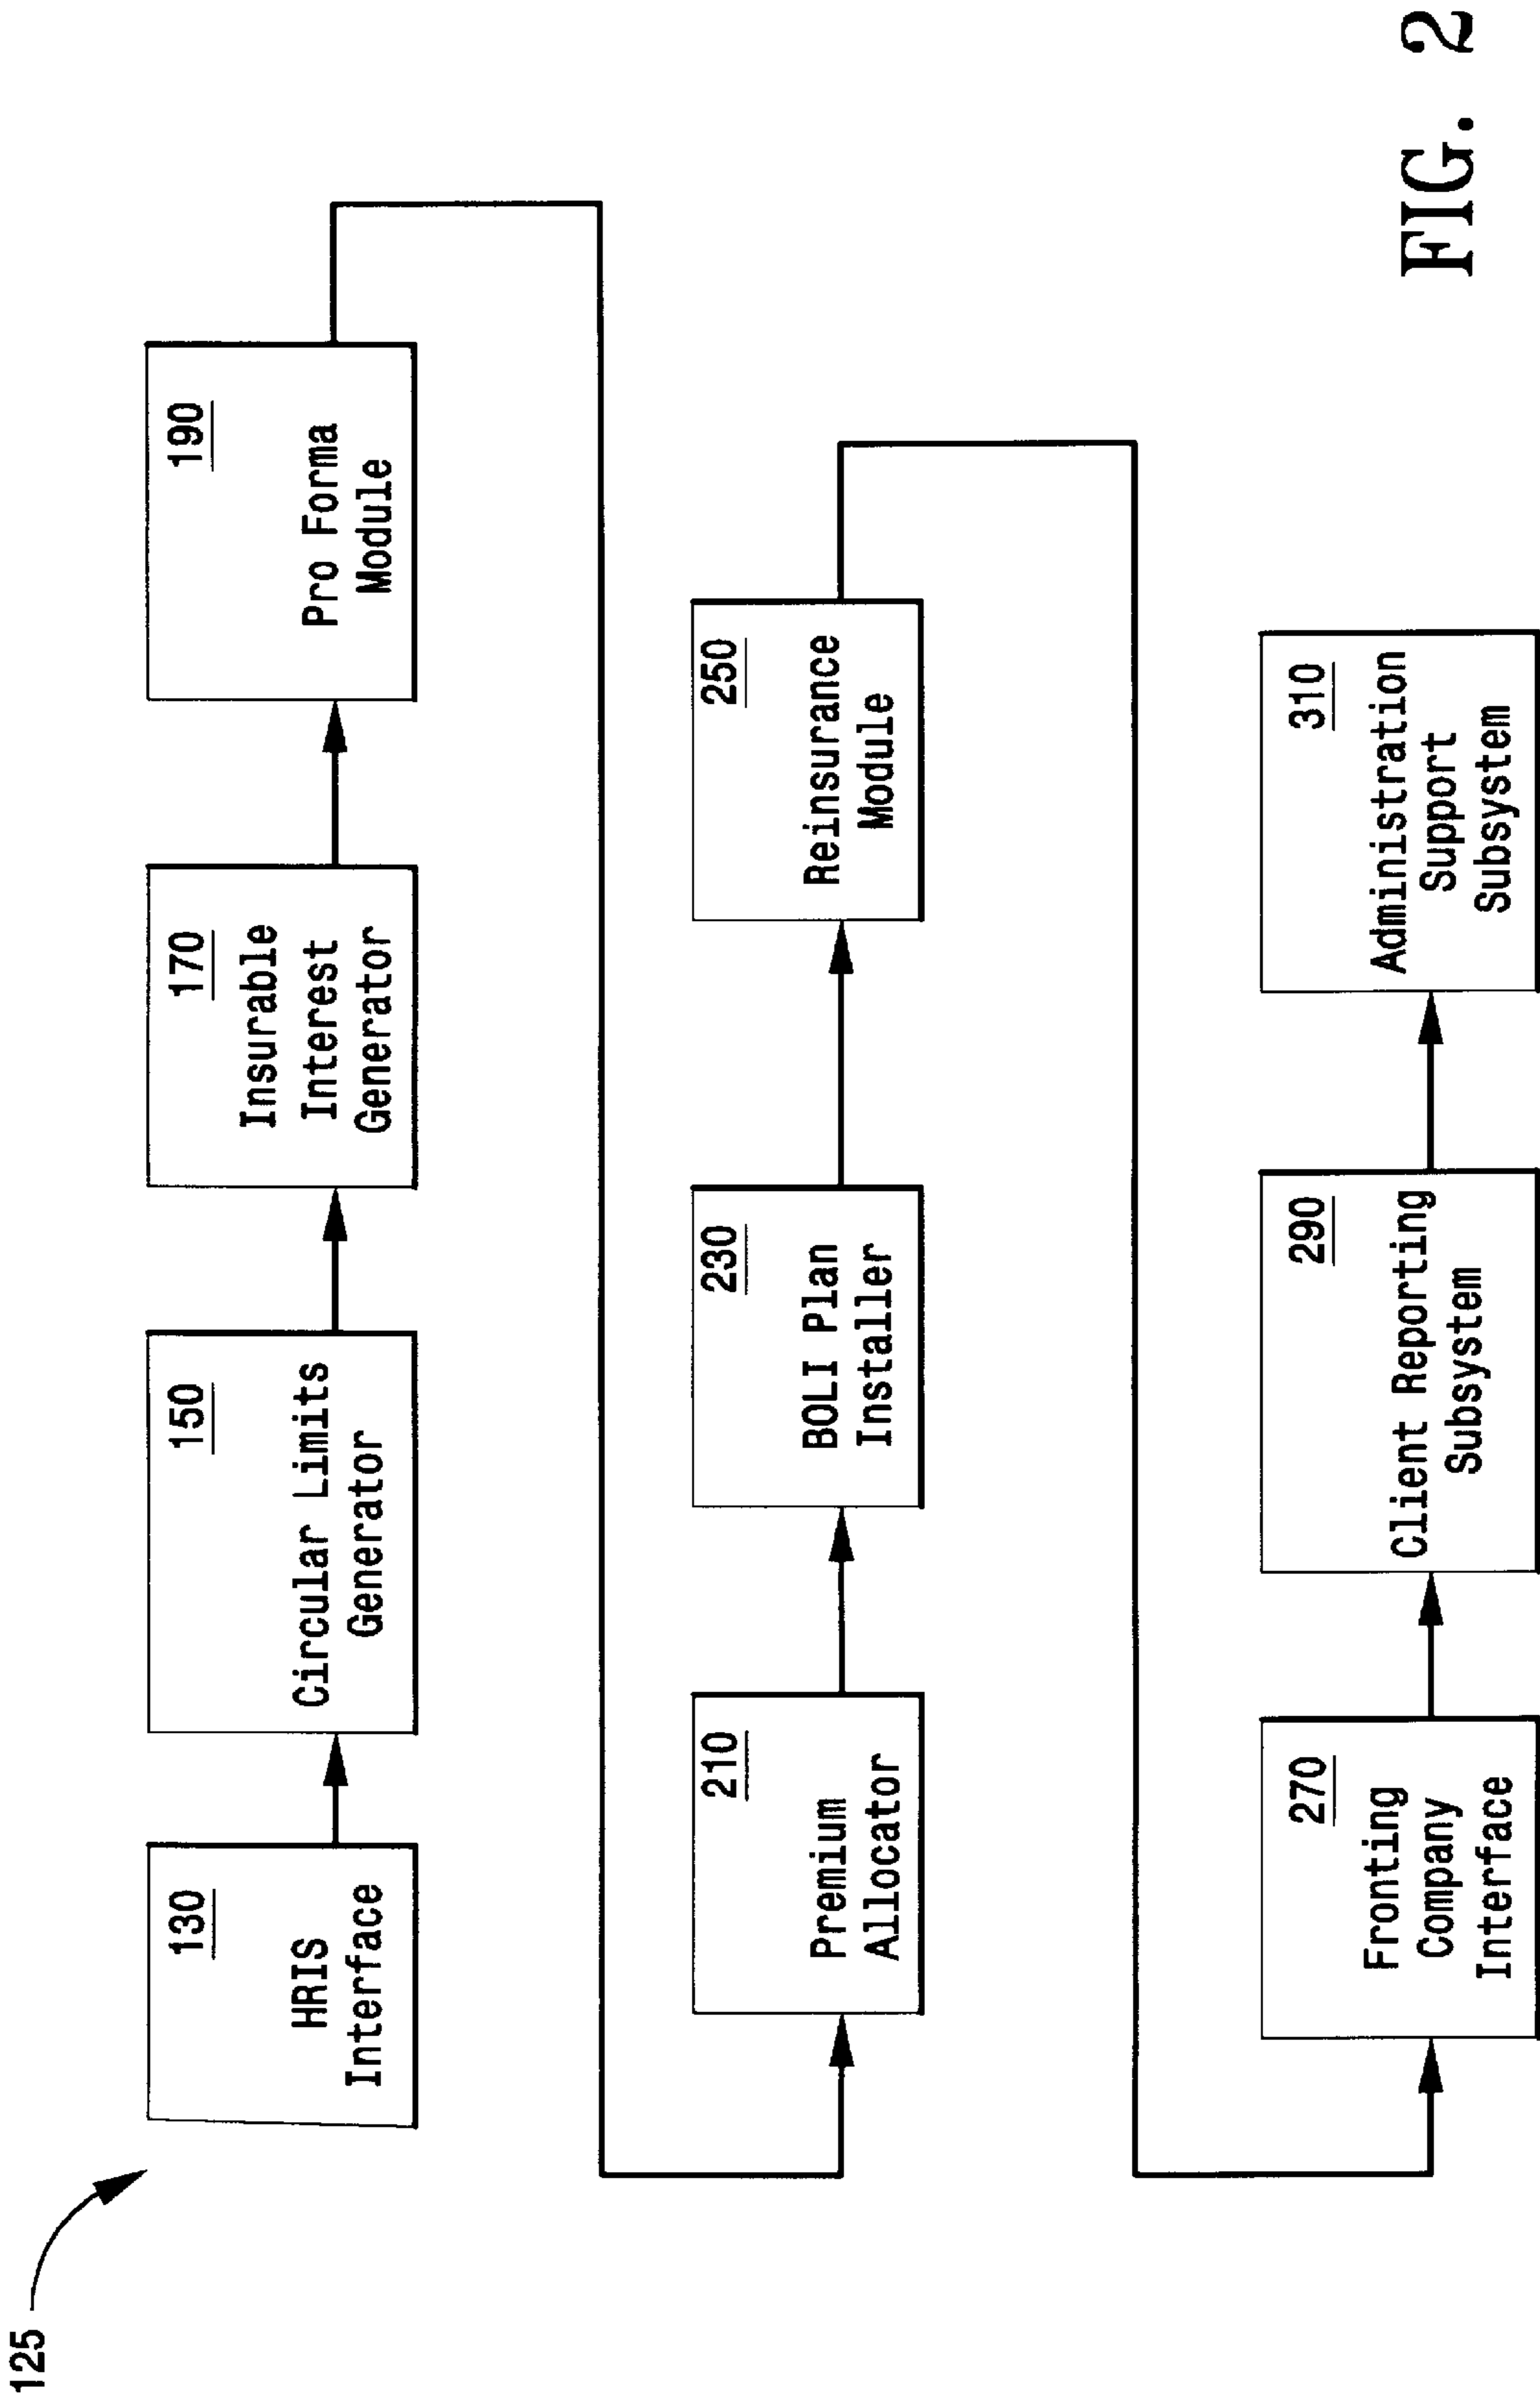 125
130
HRIS
Interface
150
Circular Limits
Generator
170
Insurable
Interest
Generator
190
Pro Forma
Module
210
Premium
Allocator
230
BOLI Plan
Installer
250
Reinsurance
Module
270
Fronting
Company
Interface
290
Client Reporting
Subsystem
310
Administration
Support
Subsystem
FIG. 2